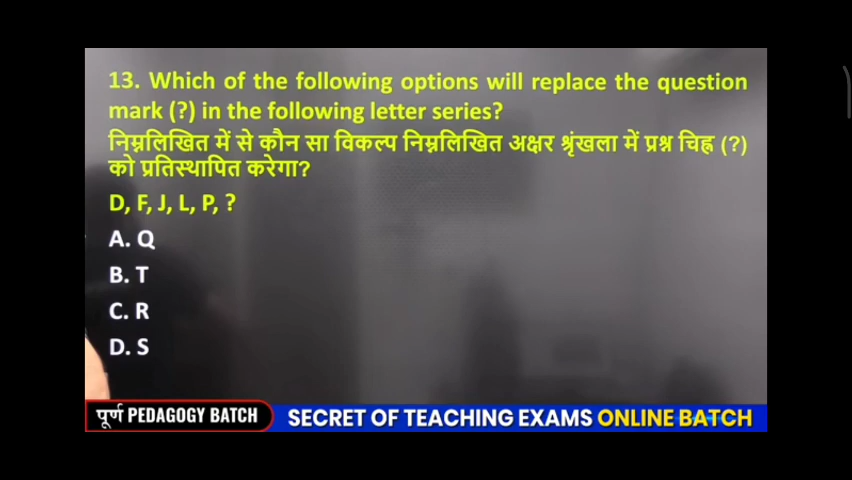 13. Which of the following options will replace the question
mark (?) in the following letter series?
निम्नलिखित में से कौन सा विकल्प निम्नलिखित अक्षर श्रृंखला में प्रश्न चिह्न (?)
को प्रतिस्थापित करेगा?
D, F, J, L, P, ?
A. Q
B. T
C. R
D. S
पूर्ण PEDAGOGY BATCH SECRET OF TEACHING EXAMS ONLINE BATCH